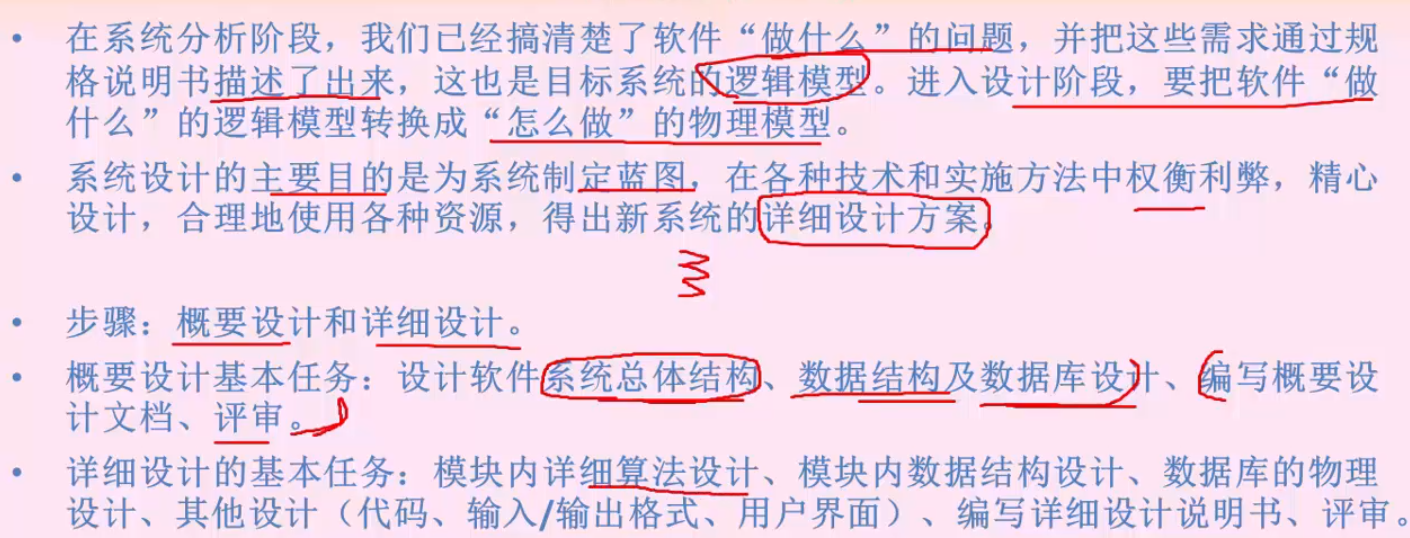 • 在系统分析阶段，我们已经搞清楚了软件“做什么”的问题，并把这些需求通过规
格说明书描述了出来，这也是目标系统的逻辑模型。进入设计阶段，要把软件“做
什么”的逻辑模型转换成“怎么做”的物理模型。
• 系统设计的主要目的是为系统制定蓝图，在各种技术和实施方法中权衡利弊，精心
设计，合理地使用各种资源，得出新系统的详细设计方案。
• 步骤：概要设计和详细设计。
• 概要设计基本任务：设计软件系统总体结构、数据结构及数据库设计、编写概要设
计文档、评审。
• 详细设计的基本任务：模块内详细算法设计、模块内数据结构设计、数据库的物理
设计、其他设计（代码、输入/输出格式、用户界面）、编写详细设计说明书、评审。